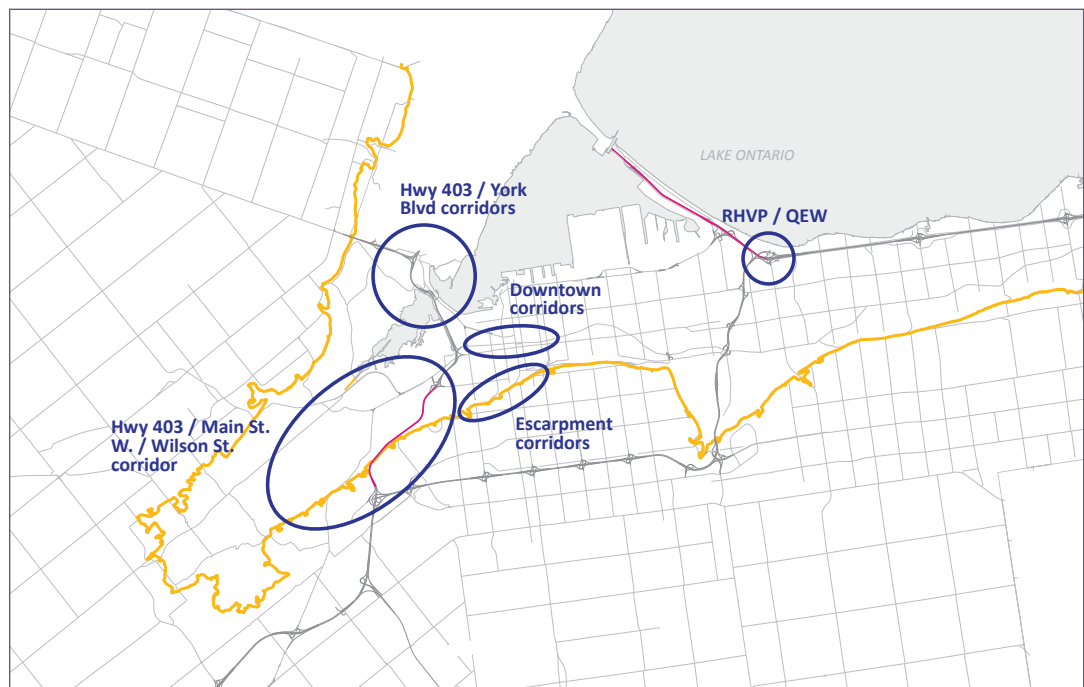 LAKE ONTARIO
Hwy 403 / York
Blvd corridors
RHVP / QEW
Downtown
corridors
Hwy 403 / Main St.
W. / Wilson St.
corridor
Escarpment
corridors